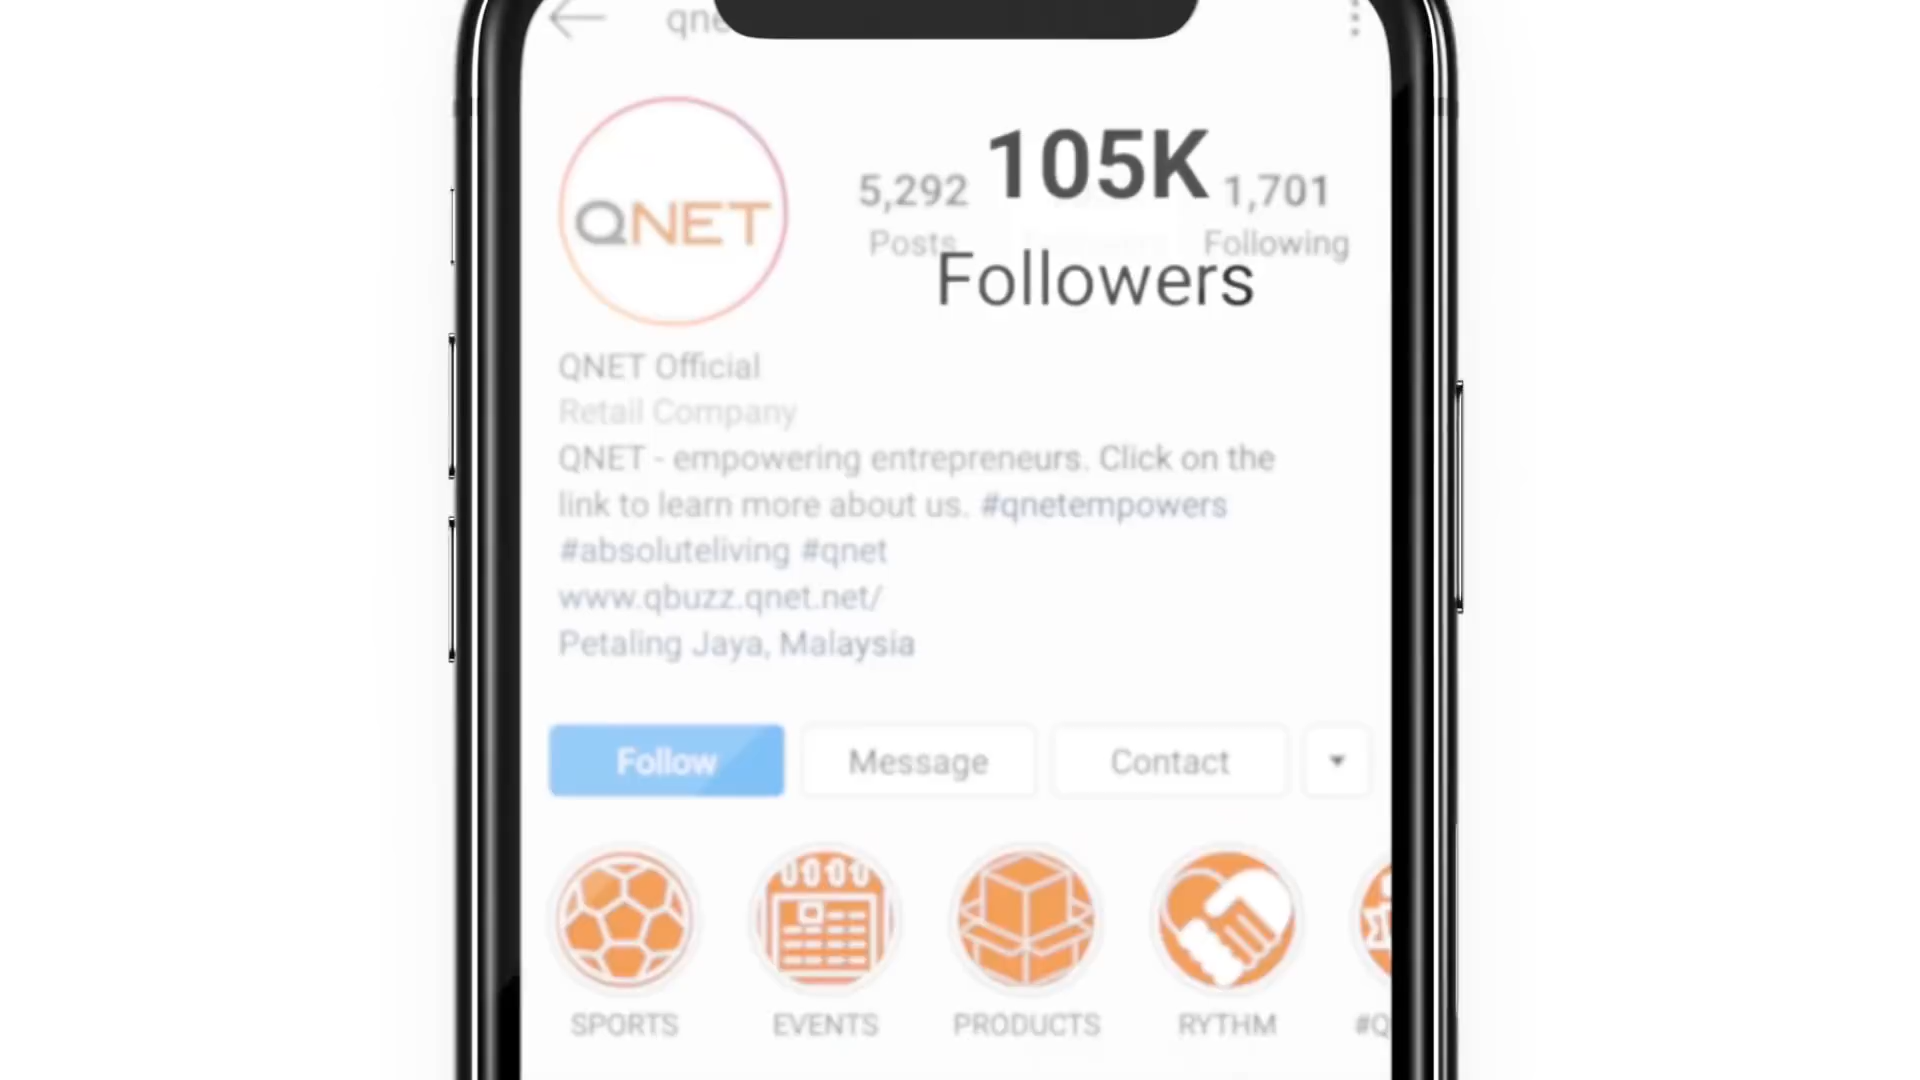 qne
QNET
5,292 105K 1,701
Posts Followers Following
QNET Official
Retail Company
QNET - empowering entrepreneurs. Click on the
link to learn more about us. #qnetempowers
#absoluteliving #qnet
www.qbuzz.qnet.net/
Petaling Jaya, Malaysia
Follow Message Contact
SPORTS EVENTS PRODUCTS RYTHM #Q